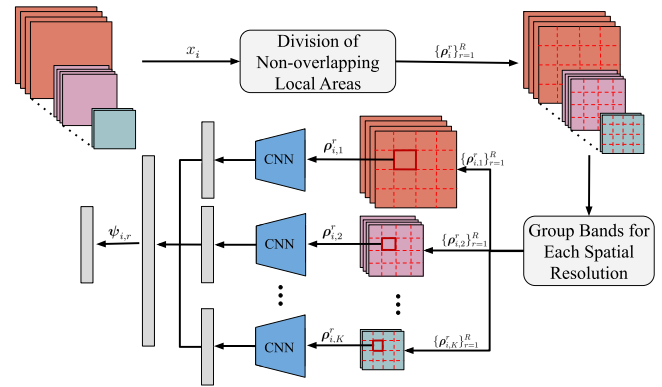 x_i
Division of
Non-overlapping
Local Areas
{ρ_i^r}_{r=1}^R
CNN
ρ_{i,1}^r
{ρ_{i,1}^r}_{r=1}^R
ψ_{i,r}
CNN
ρ_{i,2}^r
{ρ_{i,2}^r}_{r=1}^R
Group Bands for
Each Spatial
Resolution
CNN
ρ_{i,K}^r
{ρ_{i,K}^r}_{r=1}^R